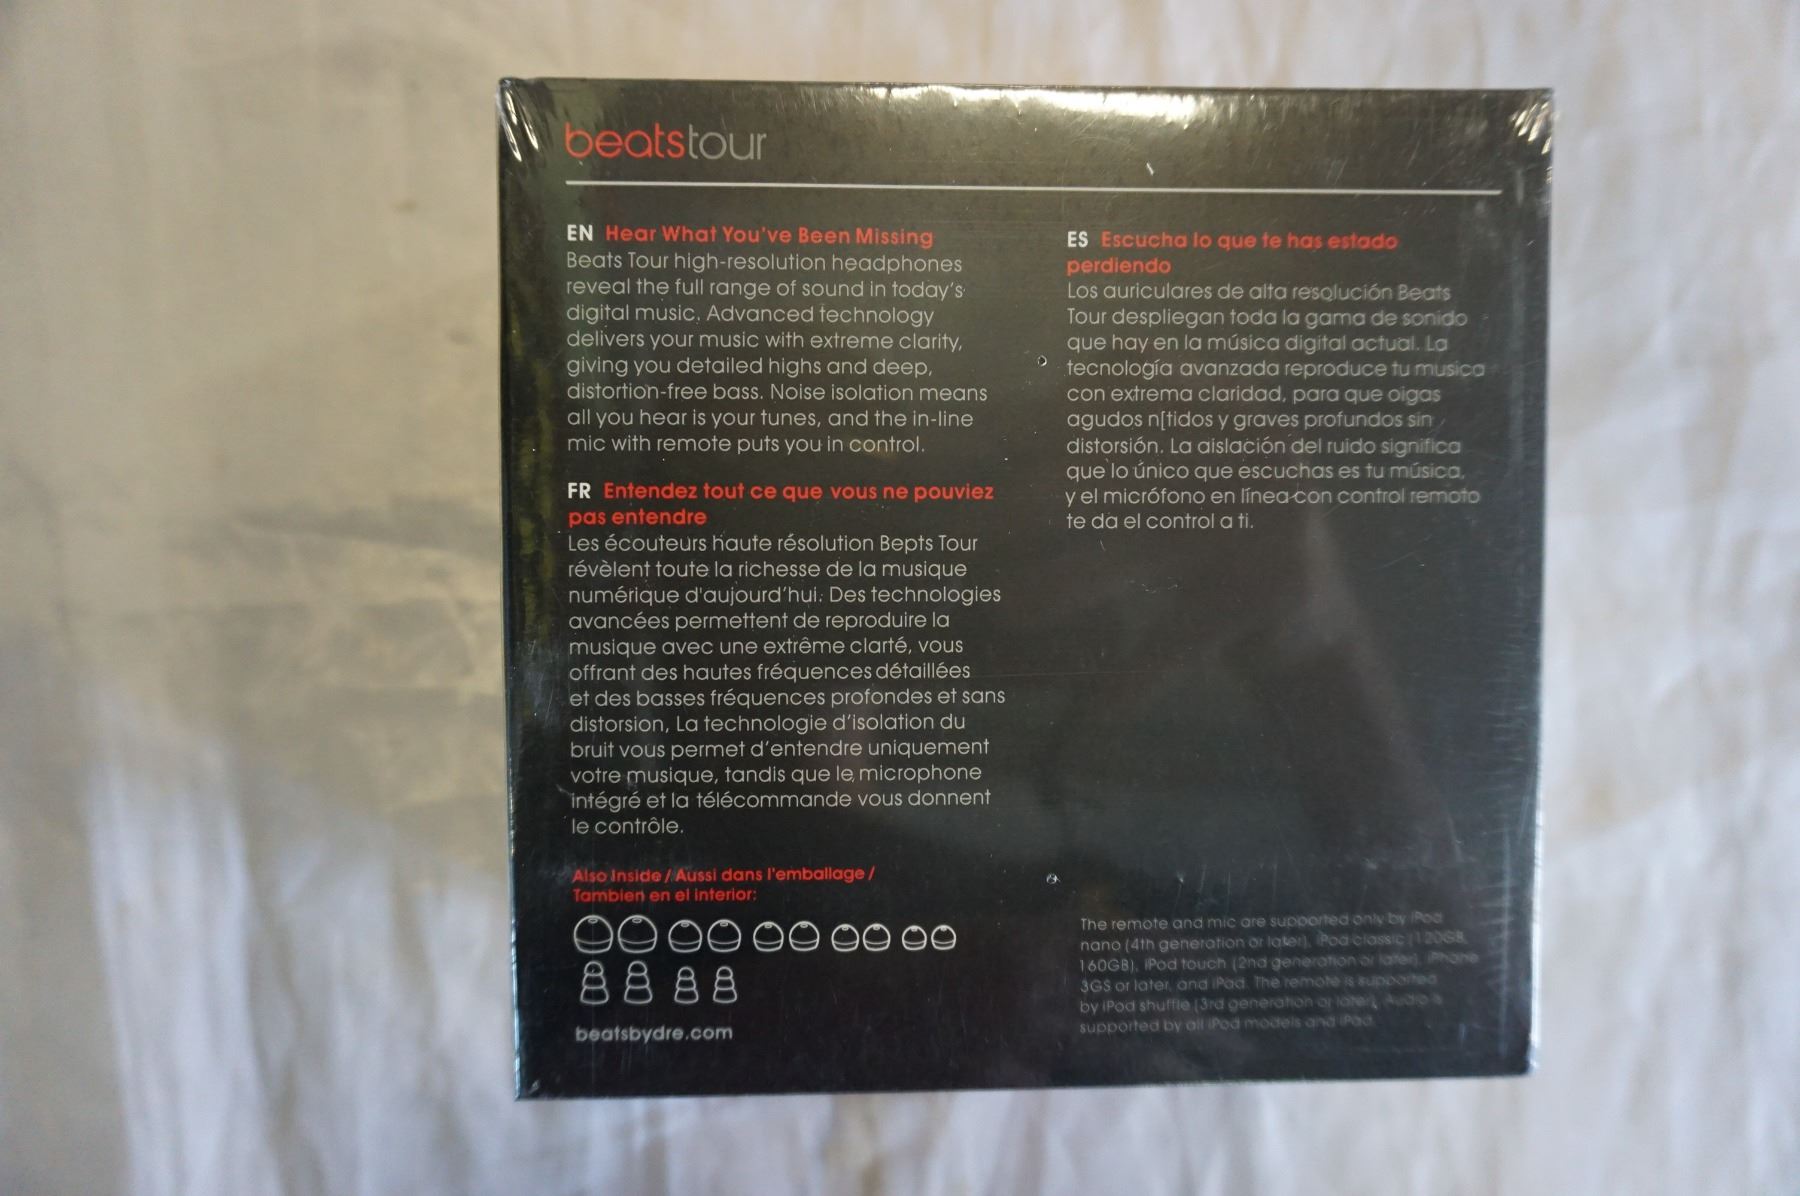 beatstour
EN Hear What You've Been Missing
Beats Tour high-resolution headphones
reveal the full range of sound in today's
digital music. Advanced technology
delivers your music with extreme clarity,
giving you detailed highs and deep,
distortion-free bass. Noise isolation means
all you hear is your tunes, and the in-line
mic with remote puts you in control.
FR Entendez tout ce que vous ne pouviez
pas entendre
Les écouteurs haute résolution Bepts Tour
révèlent toute la richesse de la musique
numérique d'aujourd'hui. Des technologies
avancées permettent de reproduire la
musique avec une extrême clarté, vous
offrant des hautes fréquences détaillées
et des basses fréquences profondes et sans
distorsion, La technologie d'isolation du
bruit vous permet d'entendre uniquement
votre musique, tandis que le microphone
intégré et la télécommande vous donnent
le contrôle.
ES Escucha lo que te has estado
perdiendo
Los auriculares de alta resolución Beats
Tour despliegan toda la gama de sonido
que hay en la música digital actual. La
tecnología avanzada reproduce tu musica
con extrema claridad, para que oigas
agudos n[tidos y graves profundos sin
distorsión. La aislación del ruido significa
que lo único que escuchas es tu música,
y el micrófono en línea con control remoto
te da el control a ti.
Also Inside / Aussi dans l'emballage /
Tambien en el interior:
beatsbydre.com
The remote and mic are supported only by iPod
nano (4th generation or later), iPod classic (120GB,
160GB), iPod touch (2nd generation or later), iPhone
3GS or later, and iPad. The remote is supported
by iPod shuffle (3rd generation or later). Audio is
supported by all iPod models and iPad.